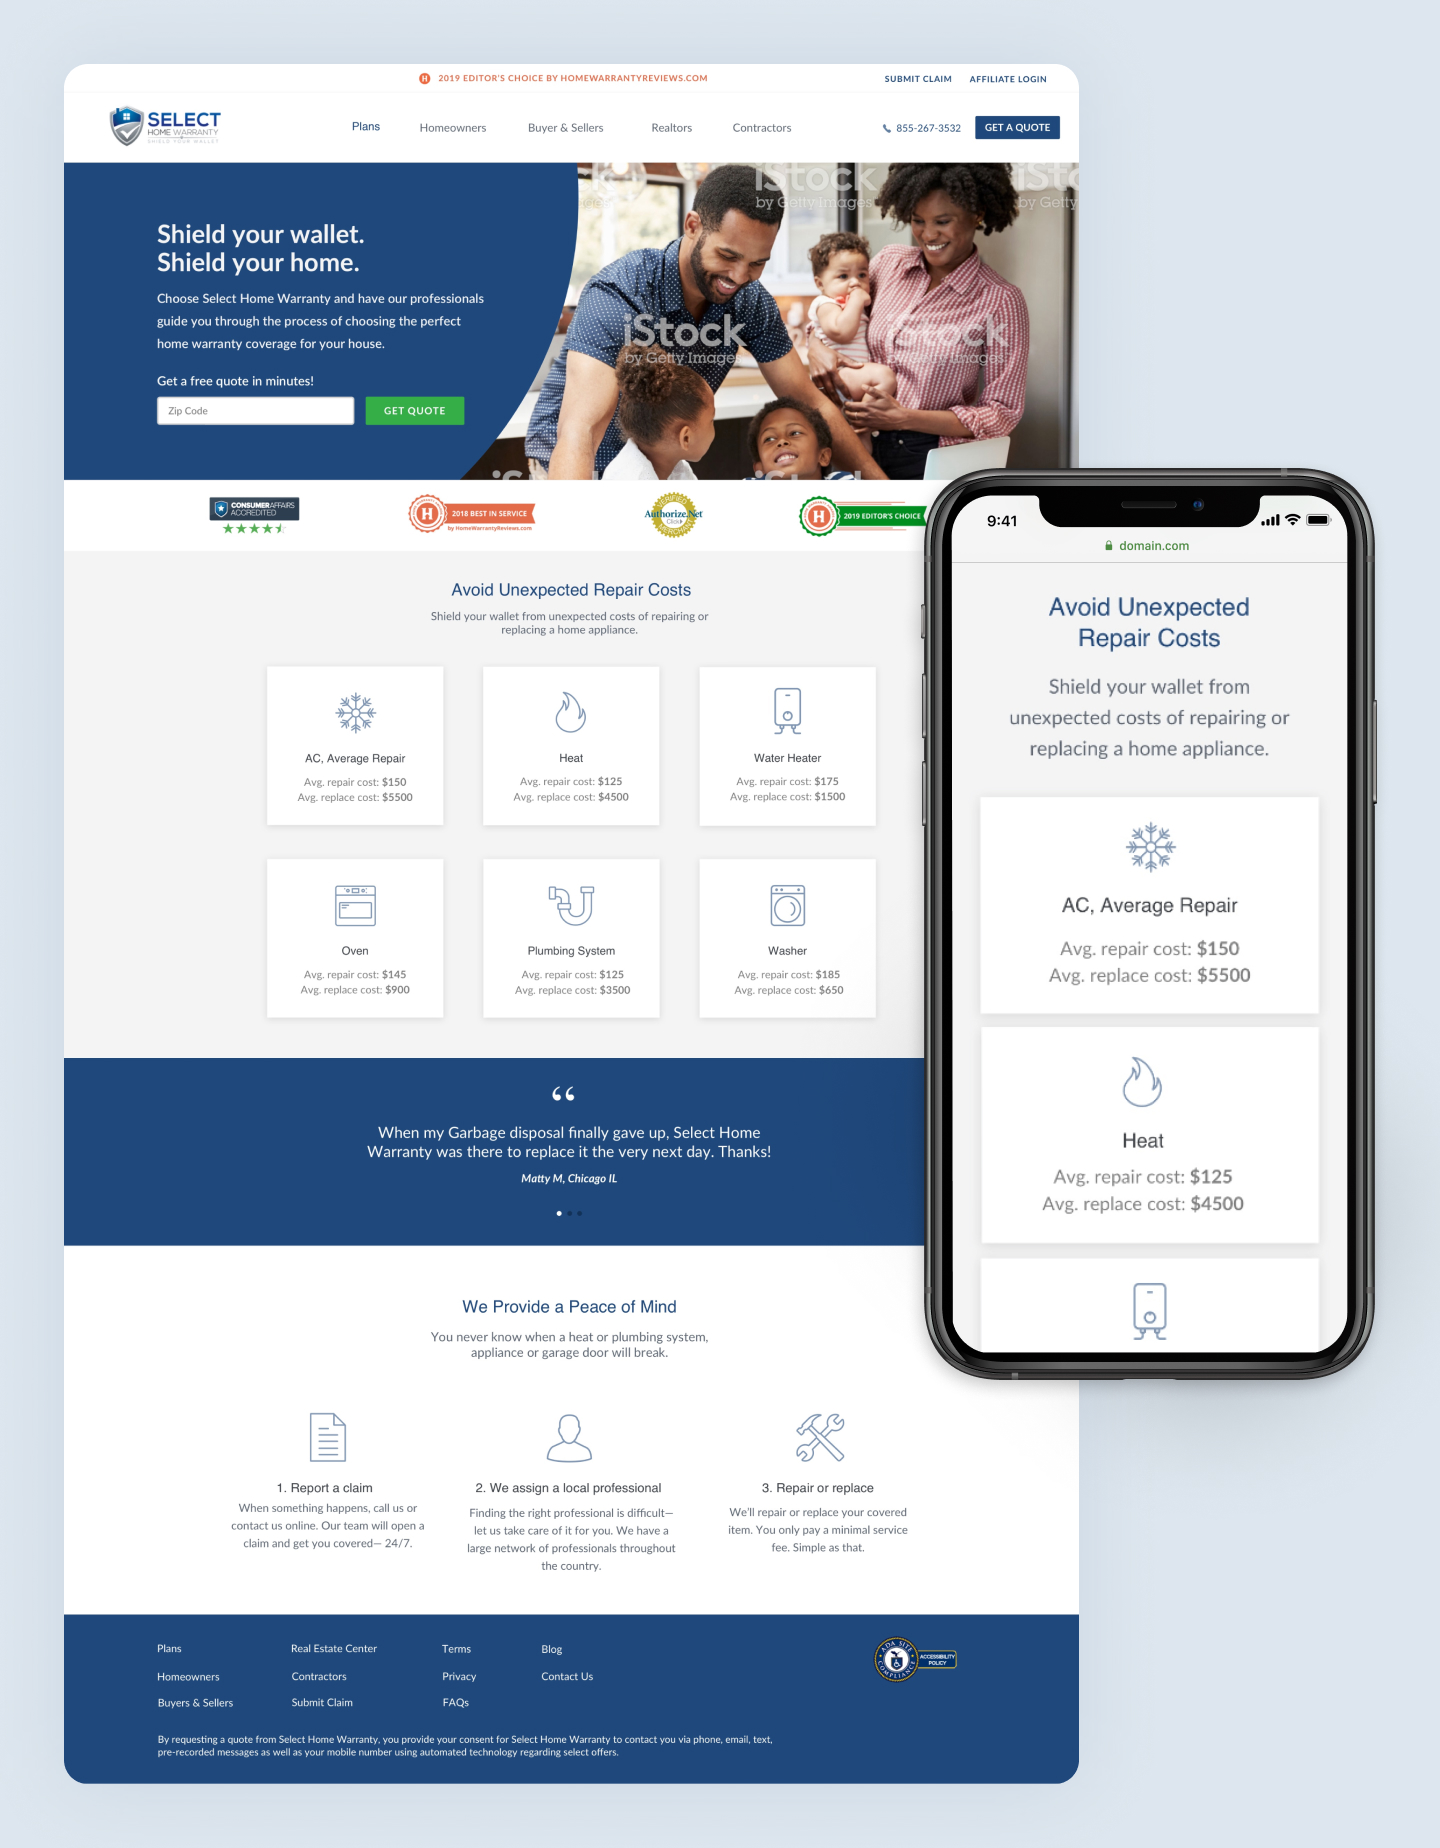 2019 EDITOR'S CHOICE BY HOMEWARRANTYREVIEWS.COM
SUBMIT CLAIM
AFFILIATE LOGIN
SELECT
HOME WARRANTY
SHIELD YOUR WALLET
Plans
Homeowners
Buyer & Sellers
Realtors
Contractors
855-267-3532
GET A QUOTE
Shield your wallet.
Shield your home.
Choose Select Home Warranty and have our professionals
guide you through the process of choosing the perfect
home warranty coverage for your house.
Get a free quote in minutes!
Zip Code
GET QUOTE
iStock
by Getty Images
iStock
by Getty Images
iStock
by Getty Images
CONSUMERAFFAIRS
ACCREDITED
H
2018 BEST IN SERVICE
by HomeWarrantyReviews.com
Authorize.Net
Click
H
2019 EDITOR'S CHOICE
Avoid Unexpected Repair Costs
Shield your wallet from unexpected costs of repairing or
replacing a home appliance.
AC, Average Repair
Avg. repair cost: $150
Avg. replace cost: $5500
Heat
Avg. repair cost: $125
Avg. replace cost: $4500
Water Heater
Avg. repair cost: $175
Avg. replace cost: $1500
Oven
Avg. repair cost: $145
Avg. replace cost: $900
Plumbing System
Avg. repair cost: $125
Avg. replace cost: $3500
Washer
Avg. repair cost: $185
Avg. replace cost: $650
“
When my Garbage disposal finally gave up, Select Home
Warranty was there to replace it the very next day. Thanks!
Matty M, Chicago IL
We Provide a Peace of Mind
You never know when a heat or plumbing system,
appliance or garage door will break.
1. Report a claim
When something happens, call us or
contact us online. Our team will open a
claim and get you covered— 24/7.
2. We assign a local professional
Finding the right professional is difficult—
let us take care of it for you. We have a
large network of professionals throughout
the country.
3. Repair or replace
We'll repair or replace your covered
item. You only pay a minimal service
fee. Simple as that.
Plans
Homeowners
Buyers & Sellers
Real Estate Center
Contractors
Submit Claim
Terms
Privacy
FAQs
Blog
Contact Us
ADA SITE COMPLIANCE
ACCESSIBILITY
POLICY
By requesting a quote from Select Home Warranty, you provide your consent for Select Home Warranty to contact you via phone, email, text,
pre-recorded messages as well as your mobile number using automated technology regarding select offers.
9:41
domain.com
Avoid Unexpected
Repair Costs
Shield your wallet from
unexpected costs of repairing or
replacing a home appliance.
AC, Average Repair
Avg. repair cost: $150
Avg. replace cost: $5500
Heat
Avg. repair cost: $125
Avg. replace cost: $4500